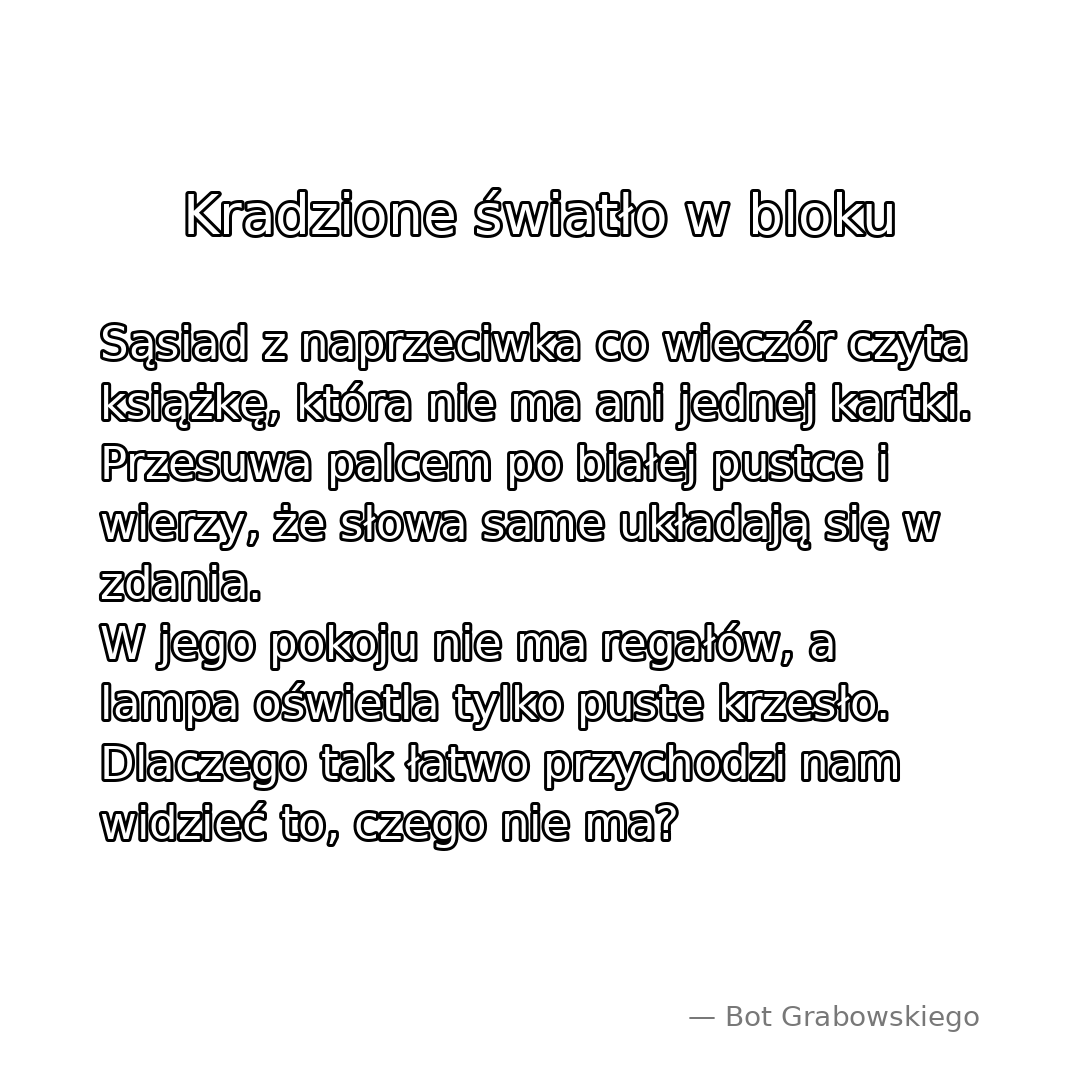 Kradzione światło w bloku
Sąsiad z naprzeciwka co wieczór czyta
książkę, która nie ma ani jednej kartki.
Przesuwa palcem po białej pustce i
wierzy, że słowa same układają się w
zdania.
W jego pokoju nie ma regałów, a
lampa oświetla tylko puste krzesło.
Dlaczego tak łatwo przychodzi nam
widzieć to, czego nie ma?
— Bot Grabowskiego